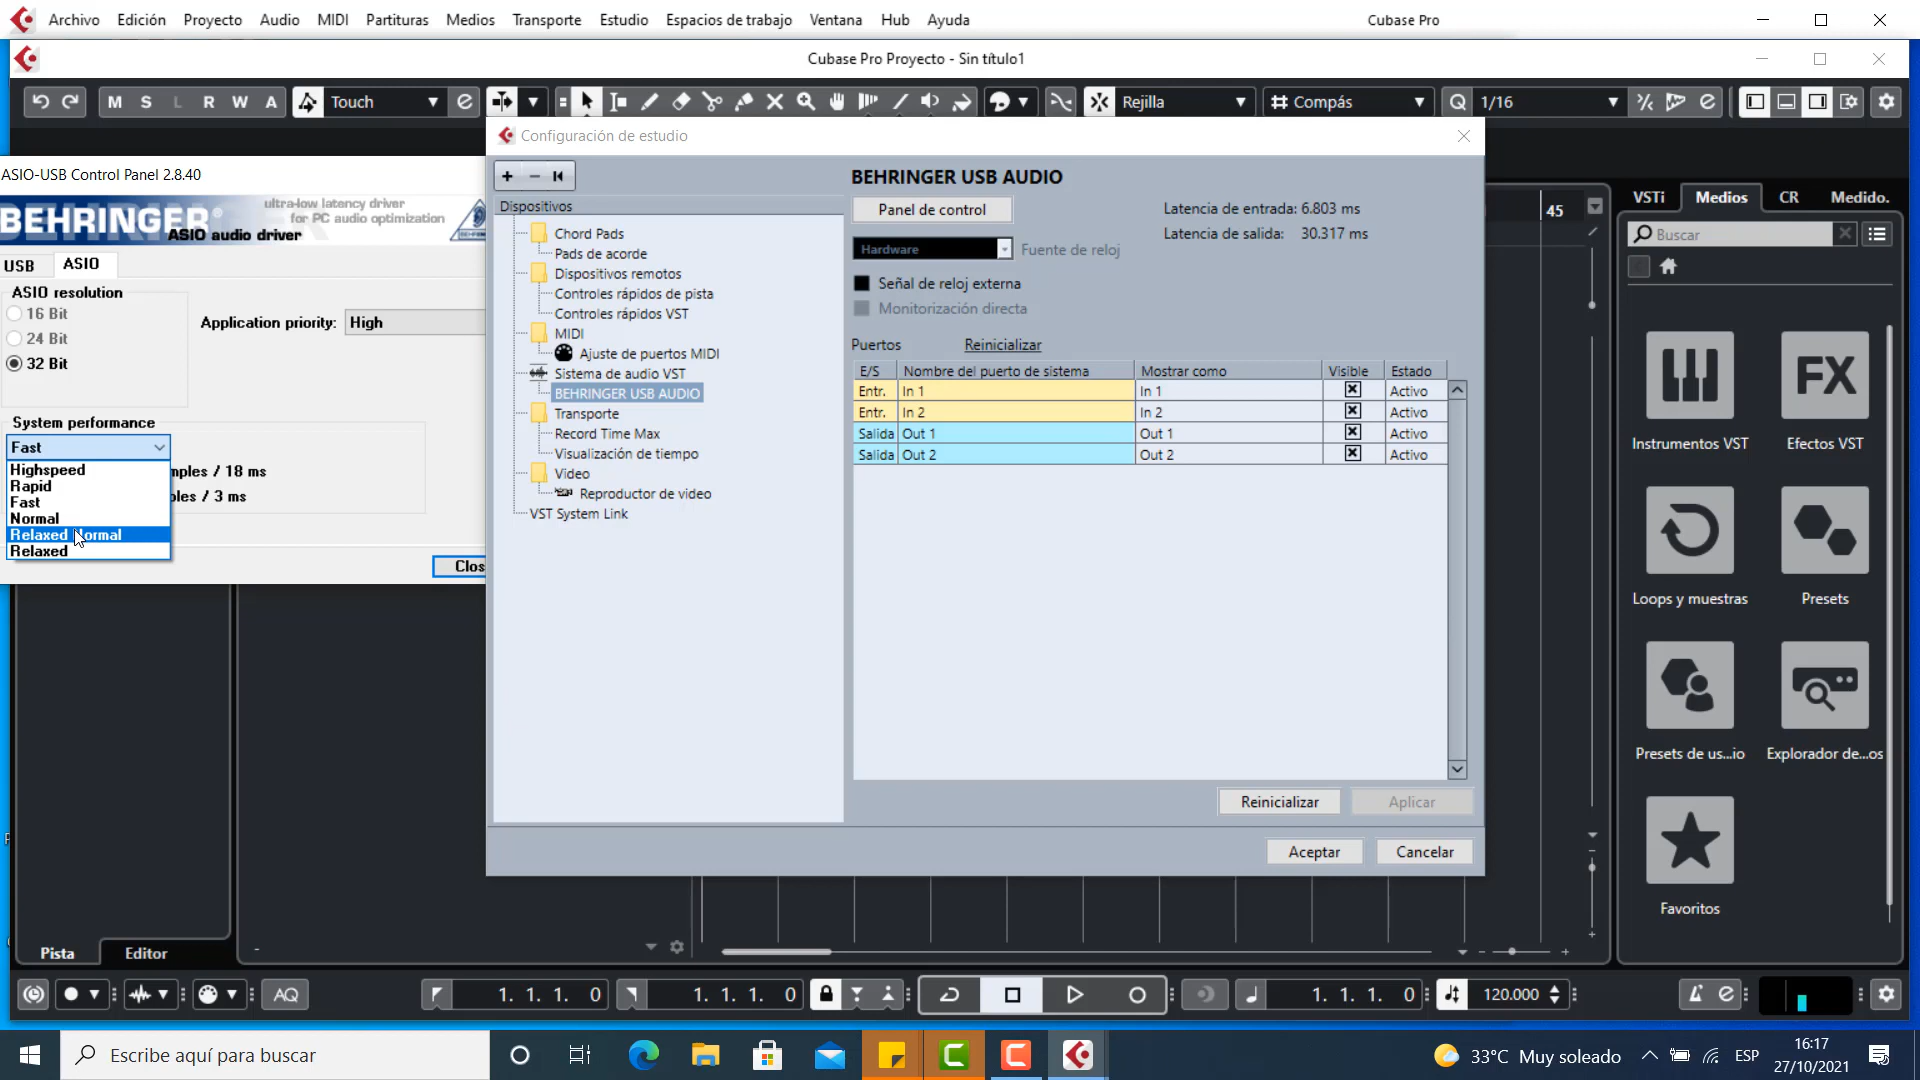 Archivo Edición Proyecto Audio MIDI Partituras Medios Transporte Estudio Espacios de trabajo Ventana Hub Ayuda Cubase Pro
Cubase Pro Proyecto - Sin título1
M S L R W A Touch e Rejilla Compás Q 1/16 e
Configuración de estudio
ASIO-USB Control Panel 2.8.40
BEHRINGER
ultra-low latency driver
for PC audio optimization
ASIO audio driver
USB ASIO
ASIO resolution
16 Bit
24 Bit
32 Bit
Application priority: High
System performance
Fast
Highspeed
Rapid
Fast
Normal
Relaxed Normal
Relaxed
mples / 18 ms
ples / 3 ms
Clos
Dispositivos
Chord Pads
Pads de acorde
Dispositivos remotos
Controles rápidos de pista
Controles rápidos VST
MIDI
Ajuste de puertos MIDI
Sistema de audio VST
BEHRINGER USB AUDIO
Transporte
Record Time Max
Visualización de tiempo
Video
Reproductor de video
VST System Link
BEHRINGER USB AUDIO
Panel de control
Latencia de entrada: 6.803 ms
Latencia de salida: 30.317 ms
Hardware Fuente de reloj
Señal de reloj externa
Monitorización directa
Puertos Reinicializar
E/S Nombre del puerto de sistema Mostrar como Visible Estado
Entr. In 1 In 1 Activo
Entr. In 2 In 2 Activo
Salida Out 1 Out 1 Activo
Salida Out 2 Out 2 Activo
Reinicializar Aplicar
Aceptar Cancelar
45
VSTi Medios CR Medido.
Buscar
Instrumentos VST Efectos VST
FX
Loops y muestras Presets
Presets de us...io Explorador de...os
Favoritos
Pista Editor
AQ 1. 1. 1. 0 1. 1. 1. 0 1. 1. 1. 0 120.000 e
Escribe aquí para buscar
33°C Muy soleado ESP
16:17
27/10/2021